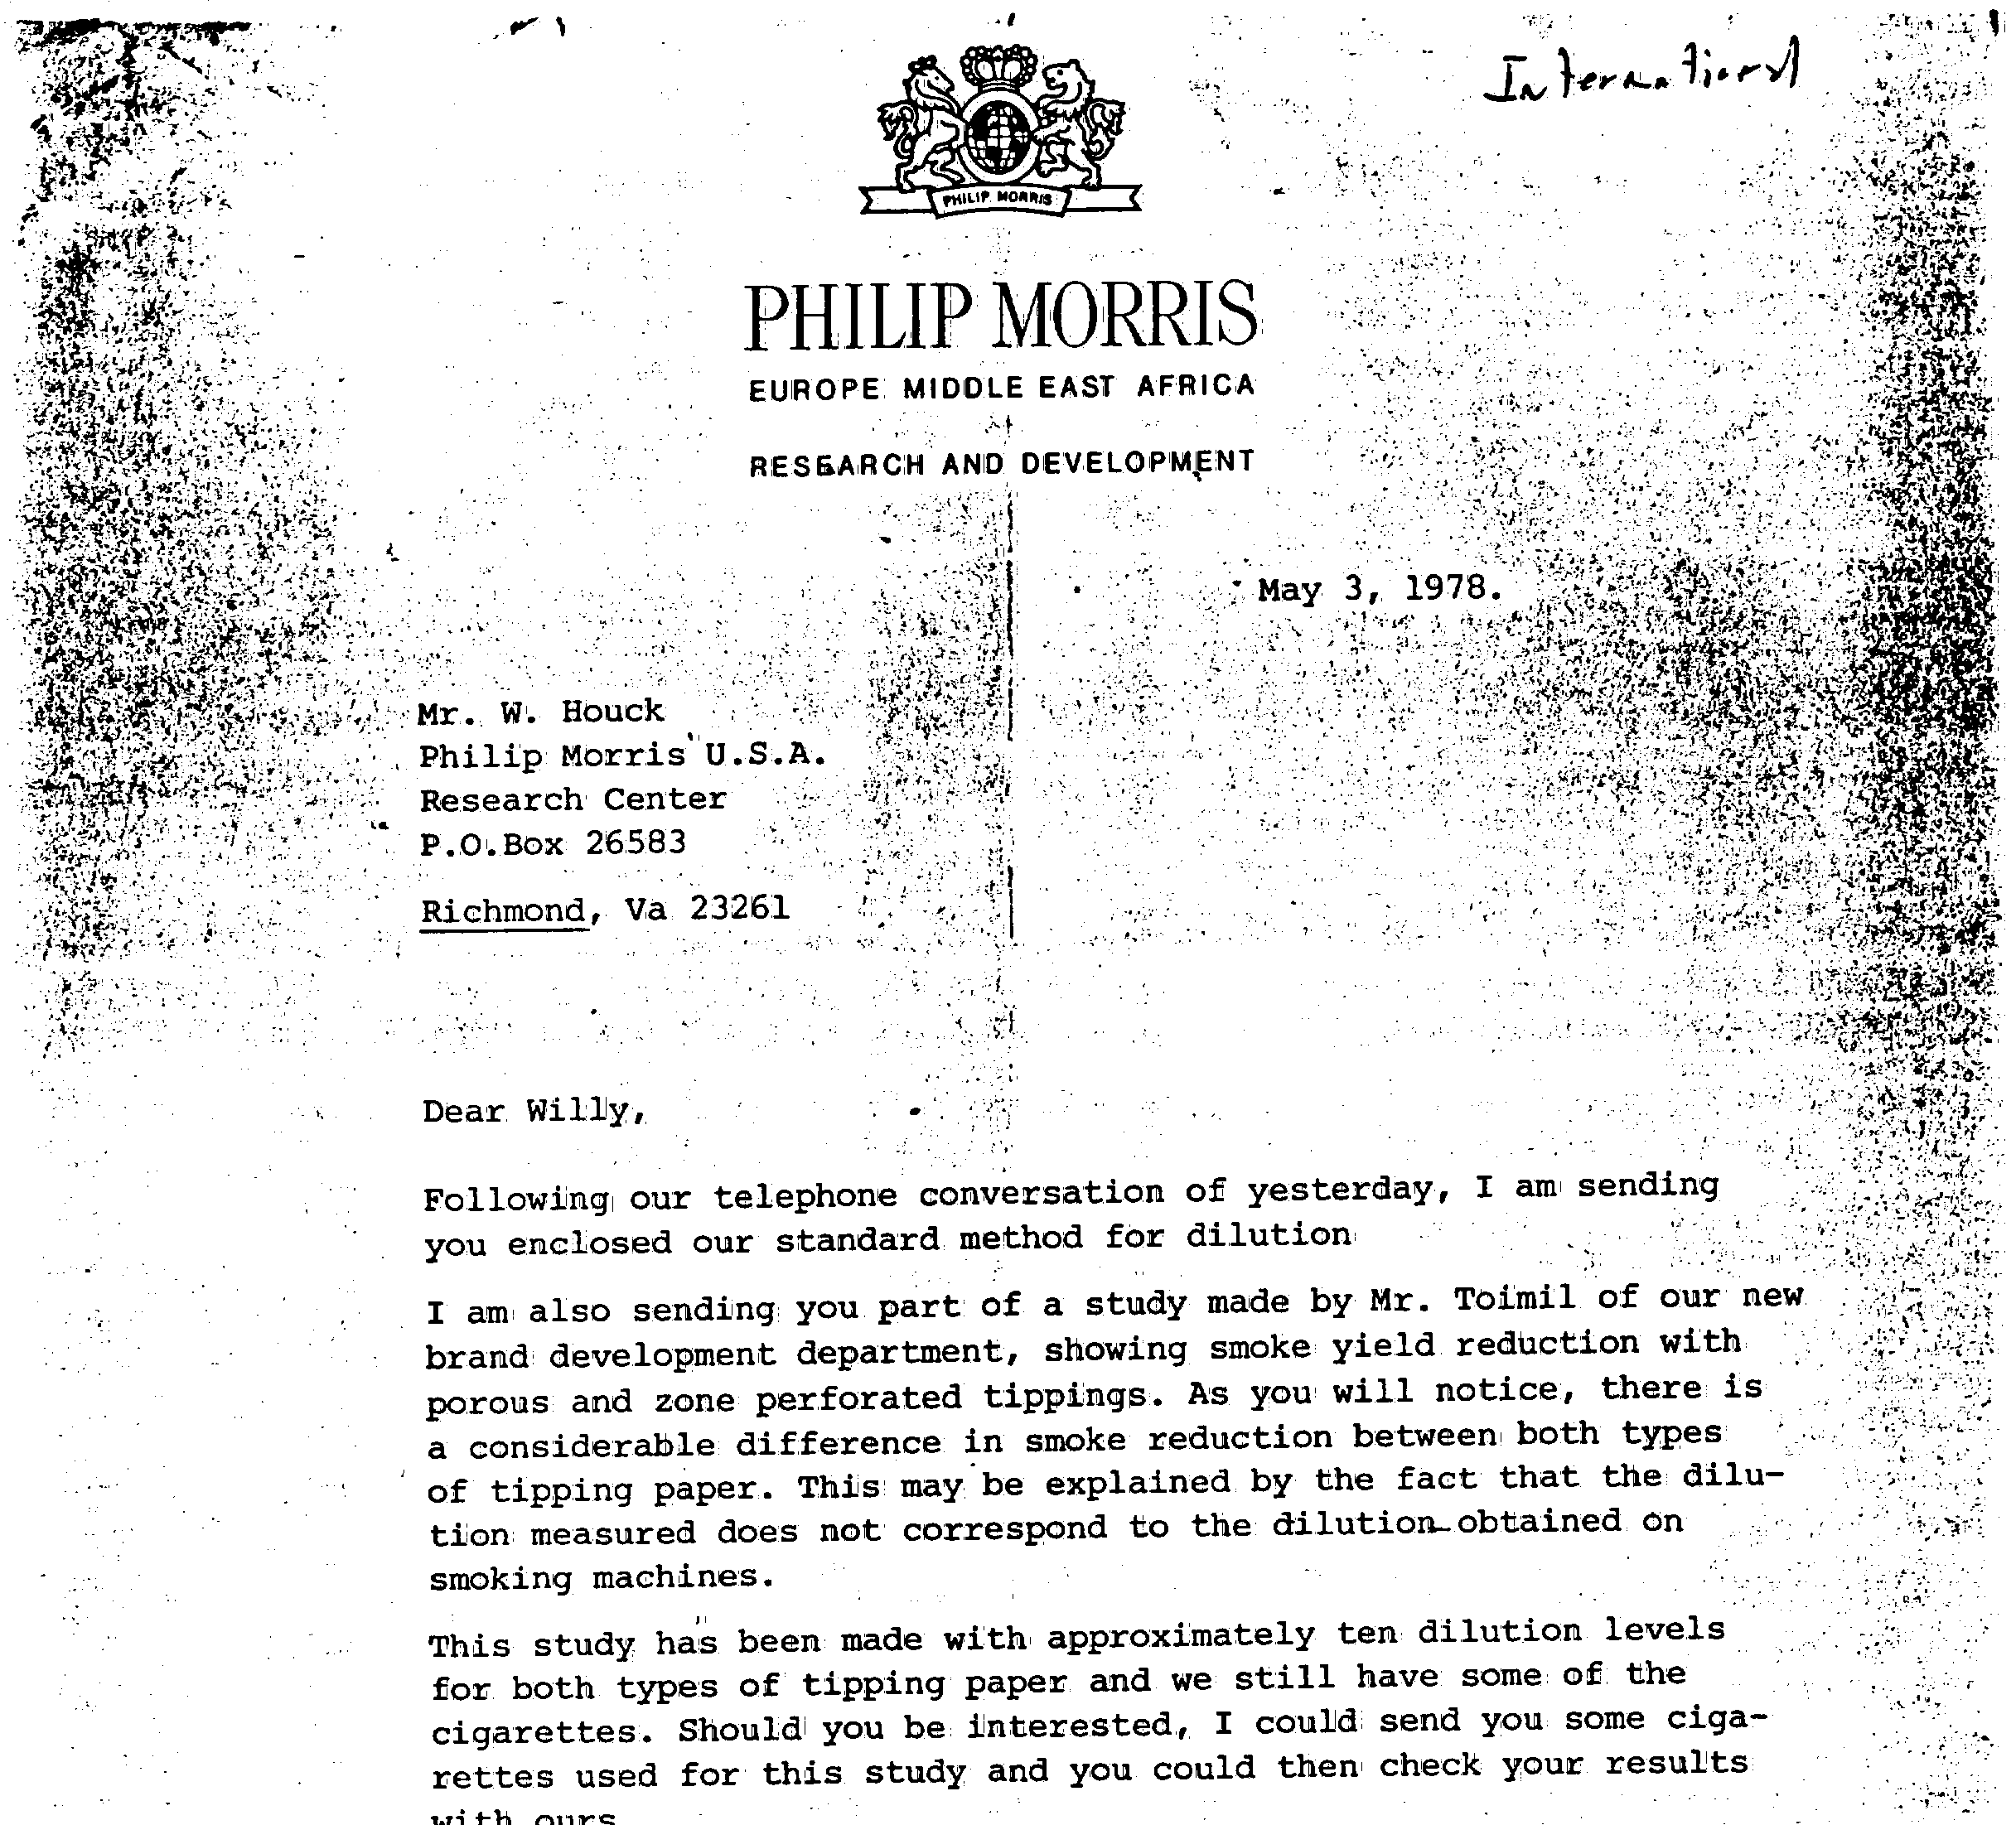 International
PHILIP MORRIS
PHILIP MORRIS
EUROPE MIDDLE EAST AFRICA
RESEARCH AND DEVELOPMENT
May 3, 1978.
Mr. W. Houck
Philip Morris U.S.A.
Research Center
P.O.Box 26583
Richmond, Va 23261
Dear Willy,
Following our telephone conversation of yesterday, I am sending
you enclosed our standard method for dilution
I am also sending you part of a study made by Mr. Toimil of our new
brand development department, showing smoke yield reduction with
porous and zone perforated tippings. As you will notice, there is
a considerable difference in smoke reduction between both types
of tipping paper. This may be explained by the fact that the dilu-
tion measured does not correspond to the dilution obtained on
smoking machines.
This study has been made with approximately ten dilution levels
for both types of tipping paper and we still have some of the
cigarettes. Should you be interested, I could send you some ciga-
rettes used for this study and you could then check your results
with ours